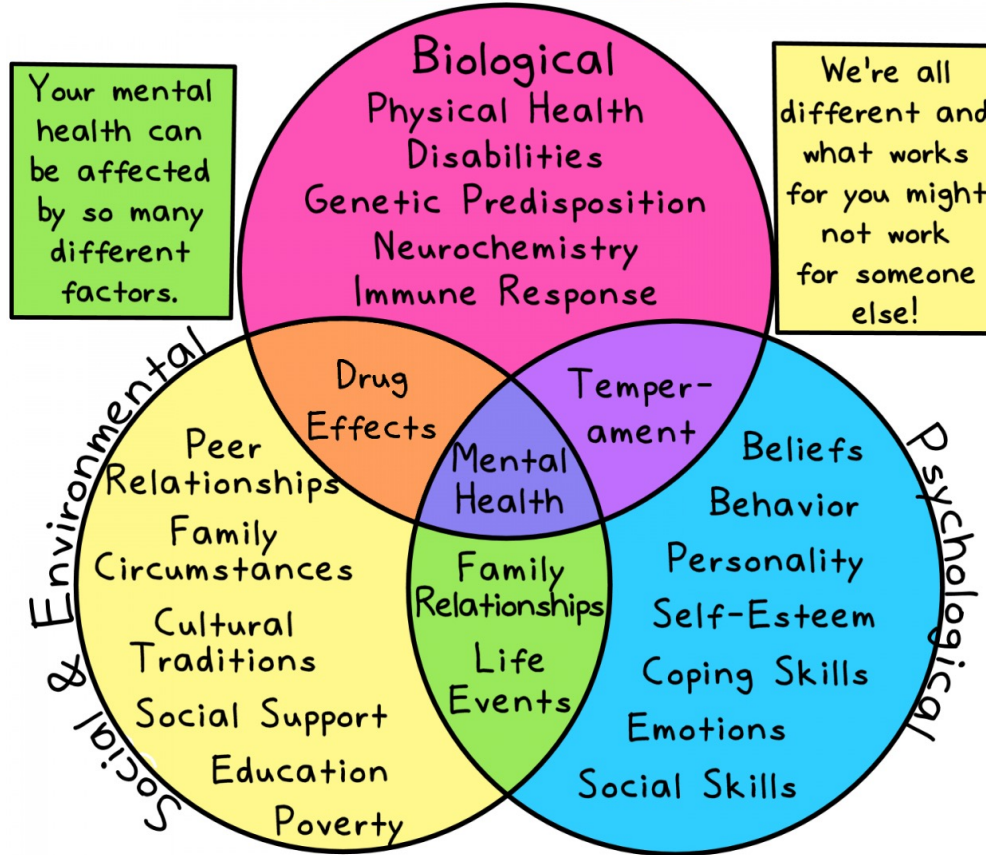 Your mental
health can
be affected
by so many
different
factors.
Biological
Physical Health
Disabilities
Genetic Predisposition
Neurochemistry
Immune Response
We're all
different and
what works
for you might
not work
for someone
else!
Drug
Effects
Temper-
ament
Mental
Health
Social & Environmental
Peer
Relationships
Family
Circumstances
Cultural
Traditions
Social Support
Education
Poverty
Family
Relationships
Life
Events
Psychological
Beliefs
Behavior
Personality
Self-Esteem
Coping Skills
Emotions
Social Skills